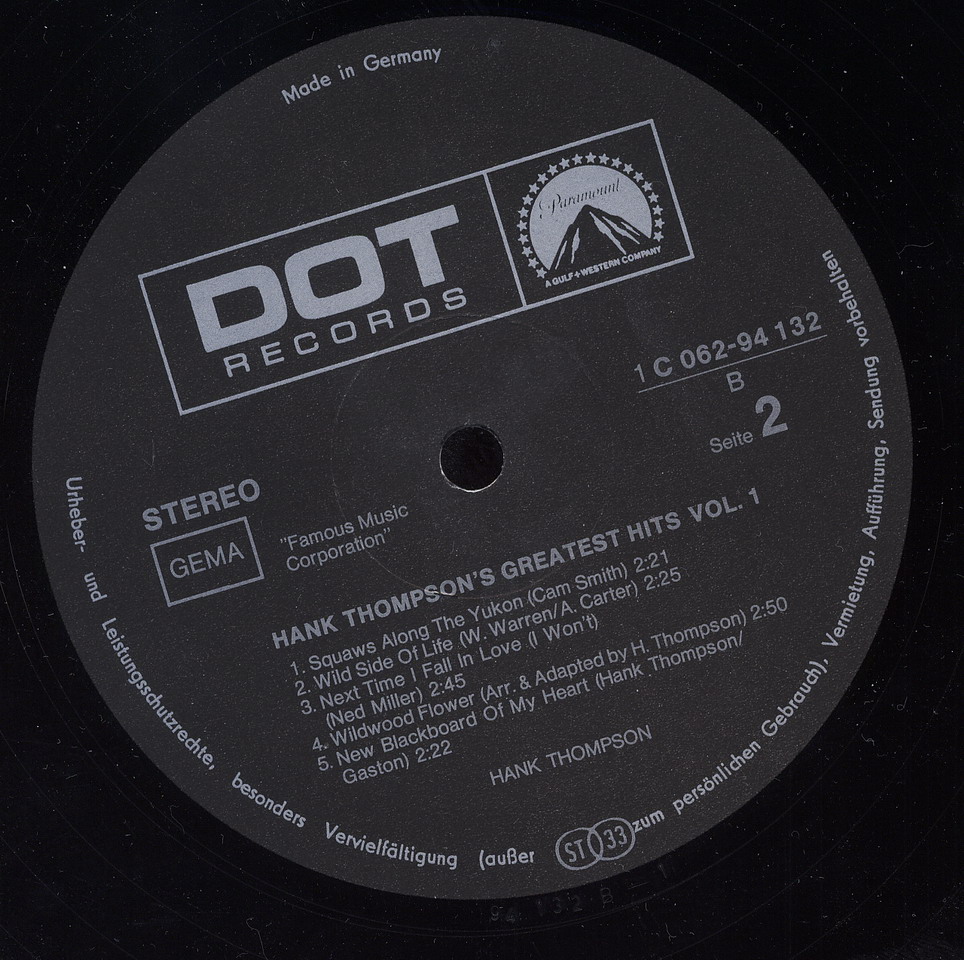 Made in Germany
DOT
RECORDS
Paramount
A GULF+WESTERN COMPANY
1 C 062-94 132
B
Seite 2
STEREO
GEMA
"Famous Music
Corporation"
HANK THOMPSON'S GREATEST HITS VOL. 1
1. Squaws Along The Yukon (Cam Smith) 2:21
2. Wild Side Of Life (W. Warren/A. Carter) 2:25
3. Next Time I Fall In Love (I Won't)
(Ned Miller) 2:45
4. Wildwood Flower (Arr. & Adapted by H. Thompson) 2:50
5. New Blackboard Of My Heart (Hank Thompson/
Gaston) 2:22
HANK THOMPSON
Urheber- und Leistungsschutzrechte, besonders Vervielfältigung (außer zum persönlichen Gebrauch), Vermietung, Aufführung, Sendung vorbehalten
ST 33
94 132 B - 1